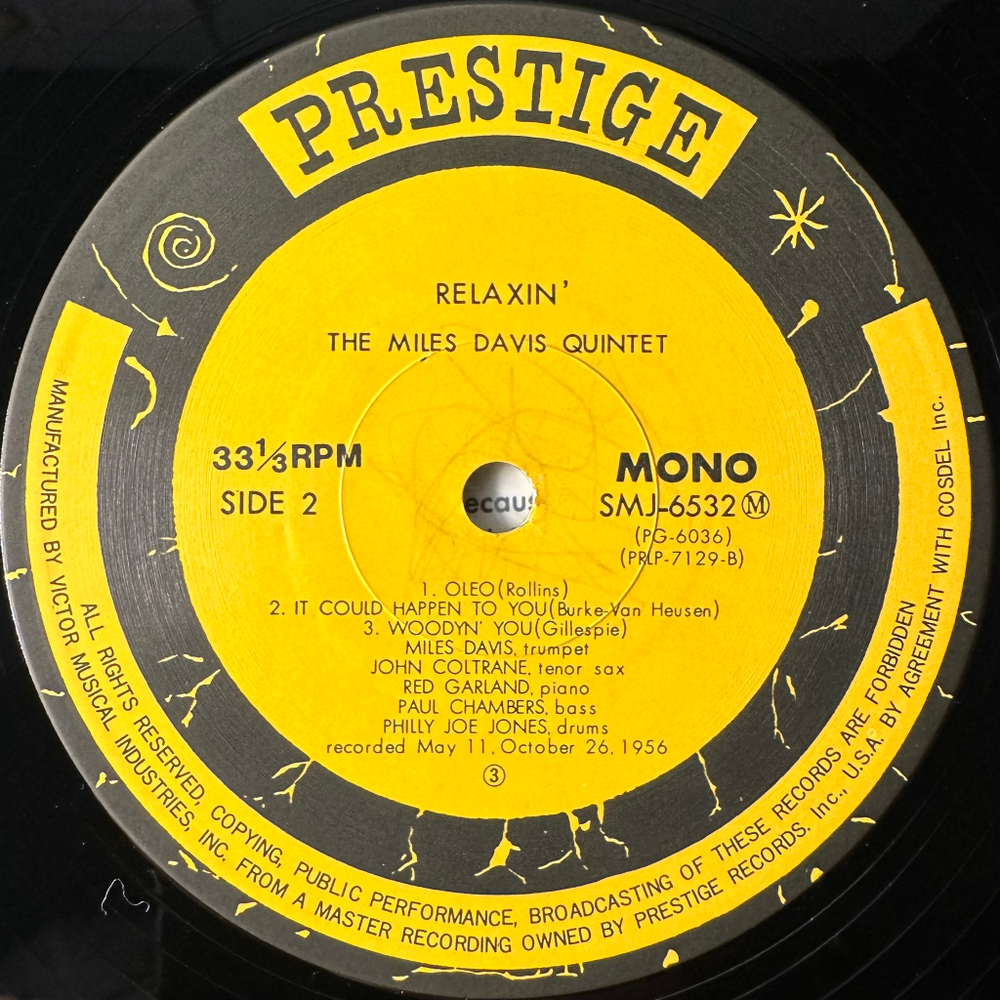 PRESTIGE
RELAXIN'
THE MILES DAVIS QUINTET
33⅓RPM
SIDE 2
MONO
SMJ-6532 Ⓜ
(PG-6036)
(PRLP-7129-B)
ecaus
1. OLEO(Rollins)
2. IT COULD HAPPEN TO YOU(Burke-Van Heusen)
3. WOODYN' YOU(Gillespie)
MILES DAVIS, trumpet
JOHN COLTRANE, tenor sax
RED GARLAND, piano
PAUL CHAMBERS, bass
PHILLY JOE JONES, drums
recorded May 11, October 26, 1956
③
ALL RIGHTS RESERVED, COPYING, PUBLIC PERFORMANCE, BROADCASTING OF THESE RECORDS ARE FORBIDDEN
MANUFACTURED BY VICTOR MUSICAL INDUSTRIES, INC. FROM A MASTER RECORDING OWNED BY PRESTIGE RECORDS. Inc., U.S.A. BY AGREEMENT WITH COSDEL Inc.